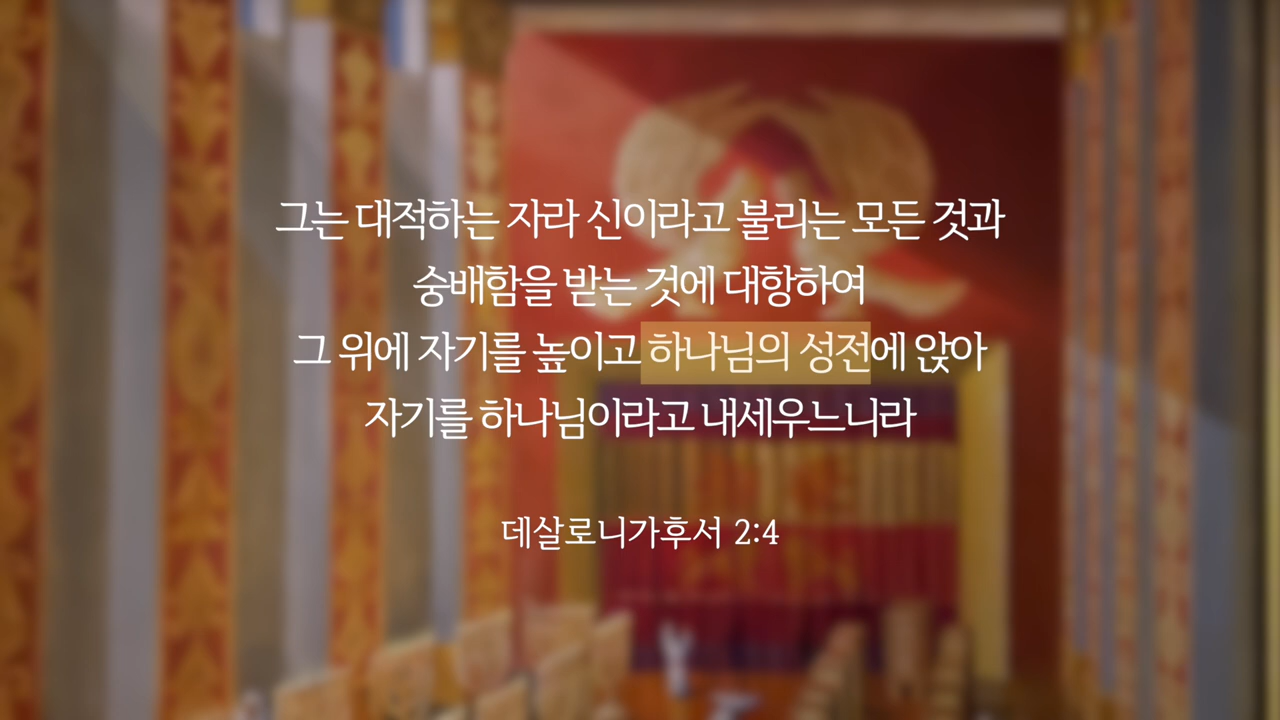 그는 대적하는 자라 신이라고 불리는 모든 것과
숭배함을 받는 것에 대항하여
그 위에 자기를 높이고 하나님의 성전에 앉아
자기를 하나님이라고 내세우느니라
데살로니가후서 2:4